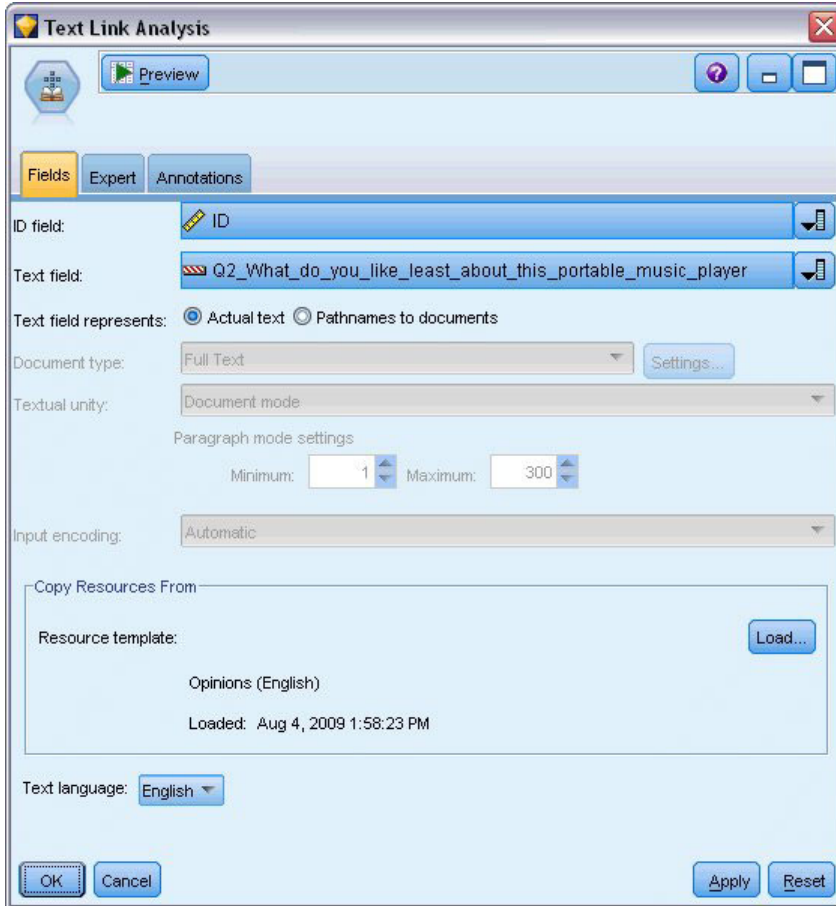 Text Link Analysis
Preview
Fields Expert Annotations
ID field: ID
Text field: Q2_What_do_you_like_least_about_this_portable_music_player
Text field represents: Actual text Pathnames to documents
Document type: Full Text Settings...
Textual unity: Document mode
Paragraph mode settings
Minimum: 1 Maximum: 300
Input encoding: Automatic
Copy Resources From
Resource template: Load...
Opinions (English)
Loaded: Aug 4, 2009 1:58:23 PM
Text language: English
OK Cancel Apply Reset